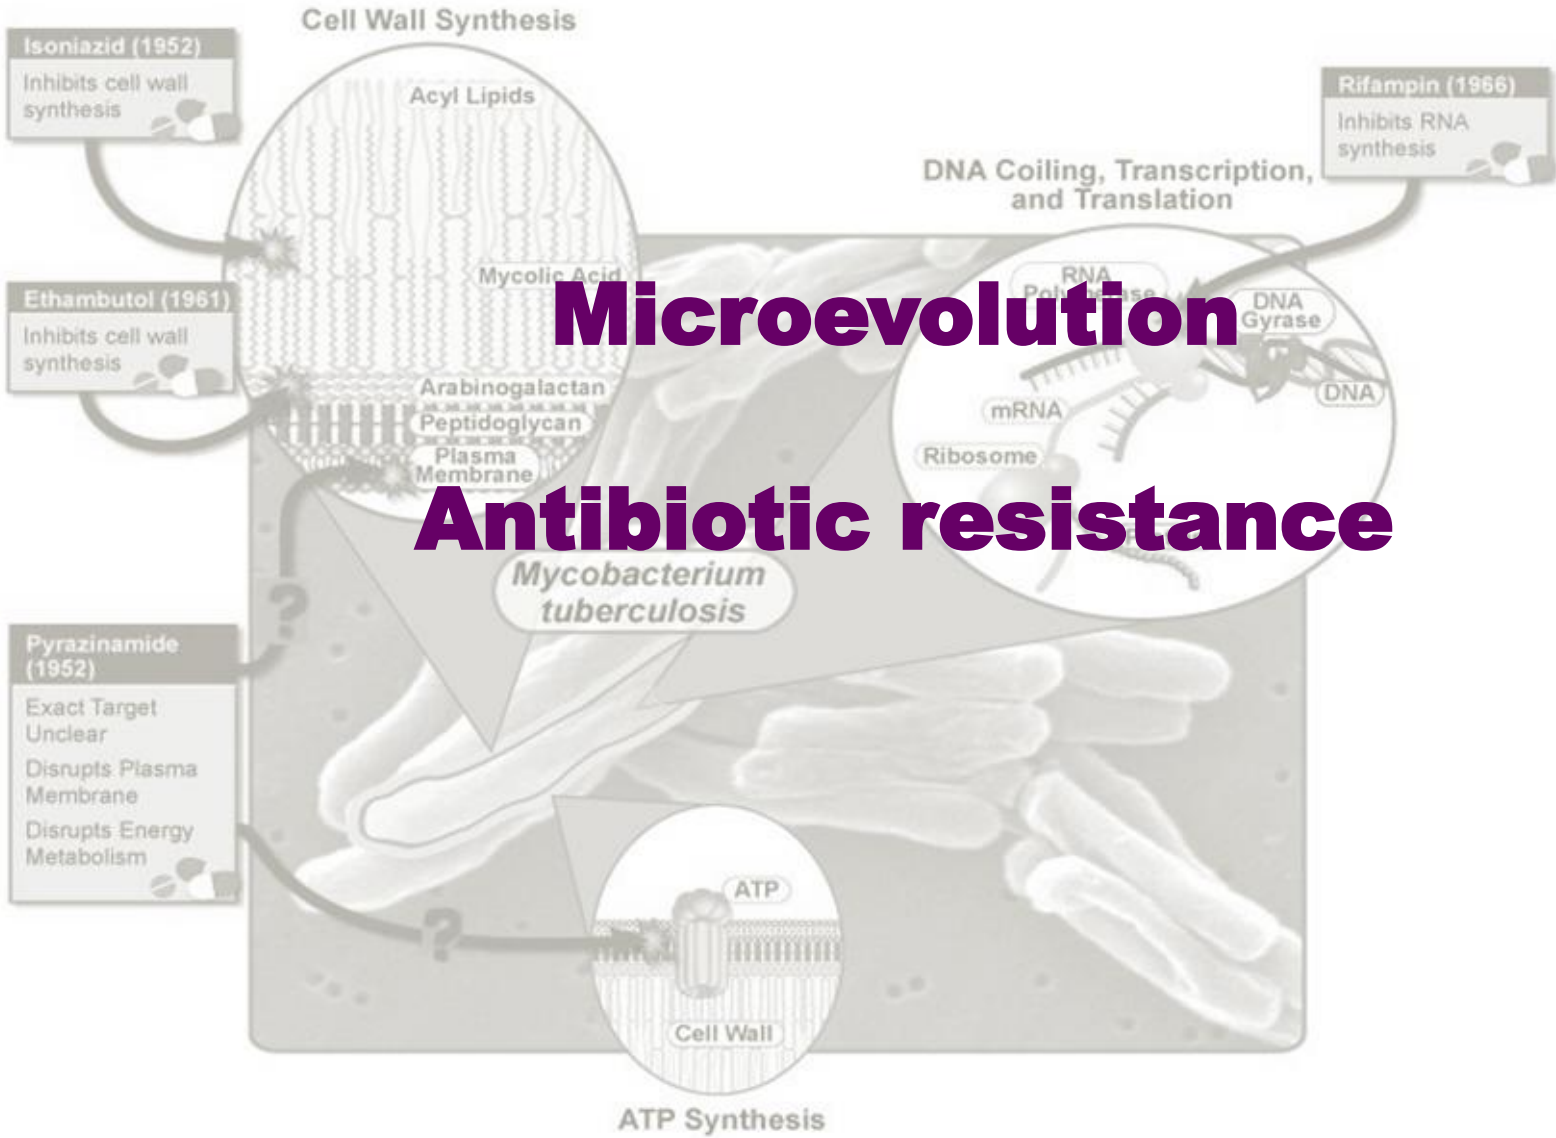 Cell Wall Synthesis
Isoniazid (1952)
Inhibits cell wall
synthesis
Acyl Lipids
Mycolic Acid
Ethambutol (1961)
Inhibits cell wall
synthesis
Arabinogalactan
Peptidoglycan
Plasma
Membrane
Rifampin (1966)
Inhibits RNA
synthesis
DNA Coiling, Transcription,
and Translation
RNA
Polymerase
DNA
Gyrase
DNA
mRNA
Ribosome
Microevolution
Antibiotic resistance
Mycobacterium
tuberculosis
?
Pyrazinamide
(1952)
Exact Target
Unclear
Disrupts Plasma
Membrane
Disrupts Energy
Metabolism
?
ATP
Cell Wall
ATP Synthesis